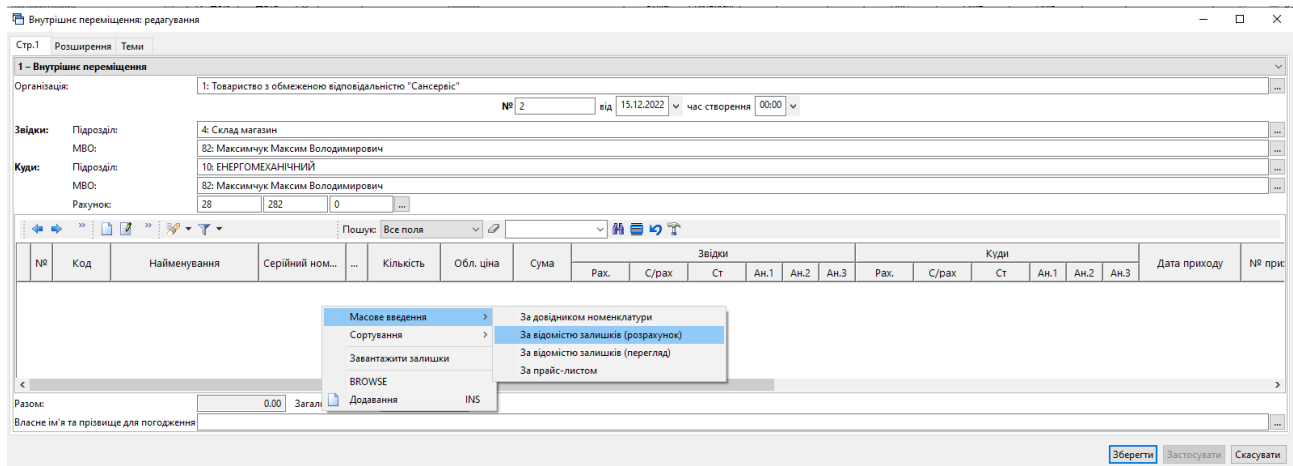 Внутрішнє переміщення: редагування
Стр.1 Розширення Теми
1 – Внутрішнє переміщення
Організація: 1: Товариство з обмеженою відповідальністю "Сансервіс" ...
№ 2 від 15.12.2022 час створення 00:00
Звідки: Підрозділ: 4: Склад магазин ...
МВО: 82: Максимчук Максим Володимирович ...
Куди: Підрозділ: 10: ЕНЕРГОМЕХАНІЧНИЙ ...
МВО: 82: Максимчук Максим Володимирович ...
Рахунок: 28 282 0 ...
Пошук: Все поля
№ Код Найменування Серійний ном... ... Кількість Обл. ціна Сума Звідки Куди Дата приходу № при
Рах. С/рах Ст Ан.1 Ан.2 Ан.3 Рах. С/рах Ст Ан.1 Ан.2 Ан.3
Масове введення За довідником номенклатури
Сортування За відомістю залишків (розрахунок)
Завантажити залишки За відомістю залишків (перегляд)
За прайс-листом
BROWSE
Додавання INS
Разом: 0.00
Власне ім'я та прізвище для погодження ...
Зберегти Застосувати Скасувати